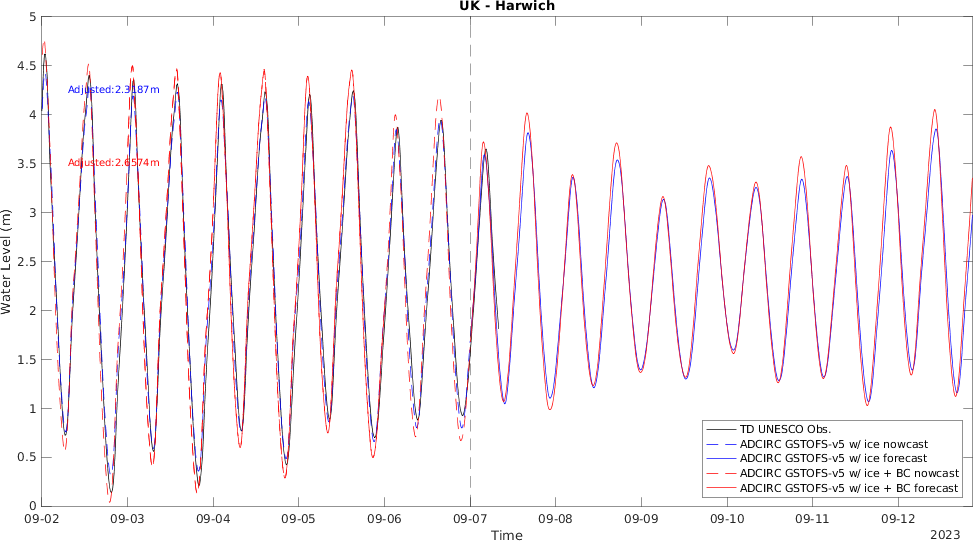 UK - Harwich
5
4.5
4
3.5
3
2.5
2
1.5
1
0.5
0
Water Level (m)
Adjusted:2.3187m
Adjusted:2.6574m
TD UNESCO Obs.
ADCIRC GSTOFS-v5 w/ ice nowcast
ADCIRC GSTOFS-v5 w/ ice forecast
ADCIRC GSTOFS-v5 w/ ice + BC nowcast
ADCIRC GSTOFS-v5 w/ ice + BC forecast
09-02 09-03 09-04 09-05 09-06 09-07 09-08 09-09 09-10 09-11 09-12
Time
2023